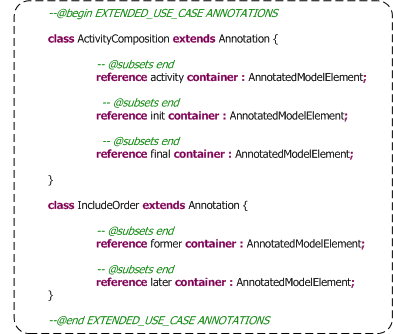 --@begin EXTENDED_USE_CASE ANNOTATIONS
class ActivityComposition extends Annotation {
-- @subsets end
reference activity container : AnnotatedModelElement;
-- @subsets end
reference init container : AnnotatedModelElement;
-- @subsets end
reference final container : AnnotatedModelElement;
}
class IncludeOrder extends Annotation {
-- @subsets end
reference former container : AnnotatedModelElement;
-- @subsets end
reference later container : AnnotatedModelElement;
}
--@end EXTENDED_USE_CASE ANNOTATIONS